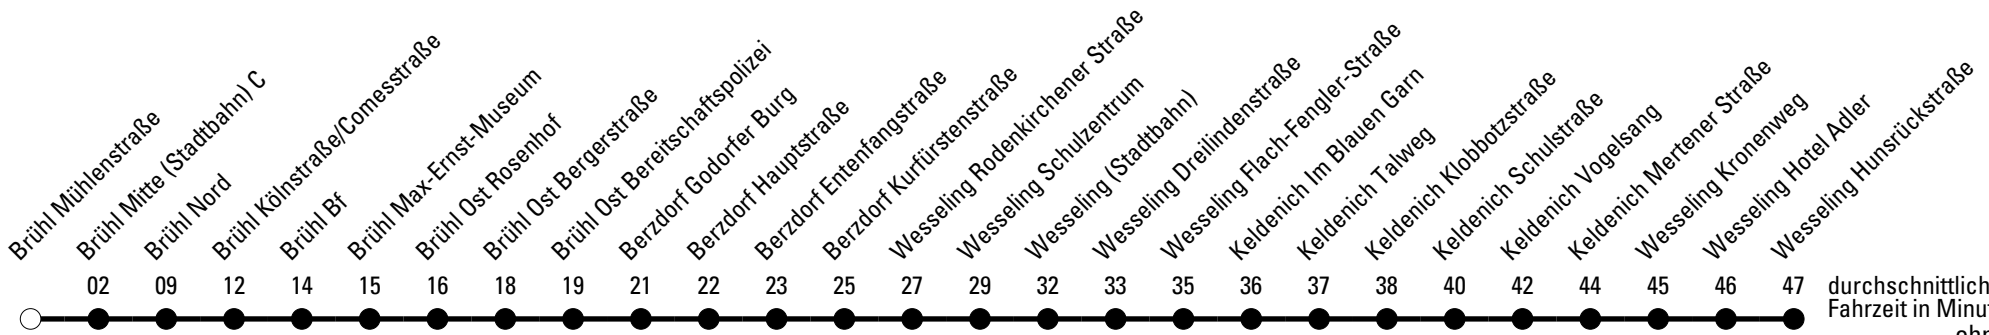 Brühl Mühlenstraße
Brühl Mitte (Stadtbahn) C
Brühl Nord
Brühl Kölnstraße/Comesstraße
Brühl Bf
Brühl Max-Ernst-Museum
Brühl Ost Rosenhof
Brühl Ost Bergerstraße
Brühl Ost Bereitschaftspolizei
Berzdorf Godorfer Burg
Berzdorf Hauptstraße
Berzdorf Entenfangstraße
Berzdorf Kurfürstenstraße
Wesseling Rodenkirchener Straße
Wesseling Schulzentrum
Wesseling (Stadtbahn)
Wesseling Dreilindenstraße
Wesseling Flach-Fengler-Straße
Keldenich Im Blauen Garn
Keldenich Talweg
Keldenich Klobbotzstraße
Keldenich Schulstraße
Keldenich Vogelsang
Keldenich Mertener Straße
Wesseling Kronenweg
Wesseling Hotel Adler
Wesseling Hunsrückstraße
02 09 12 14 15 16 18 19 21 22 23 25 27 29 32 33 35 36 37 38 40 42 44 45 46 47 durchschnittlich
Fahrzeit in Minut